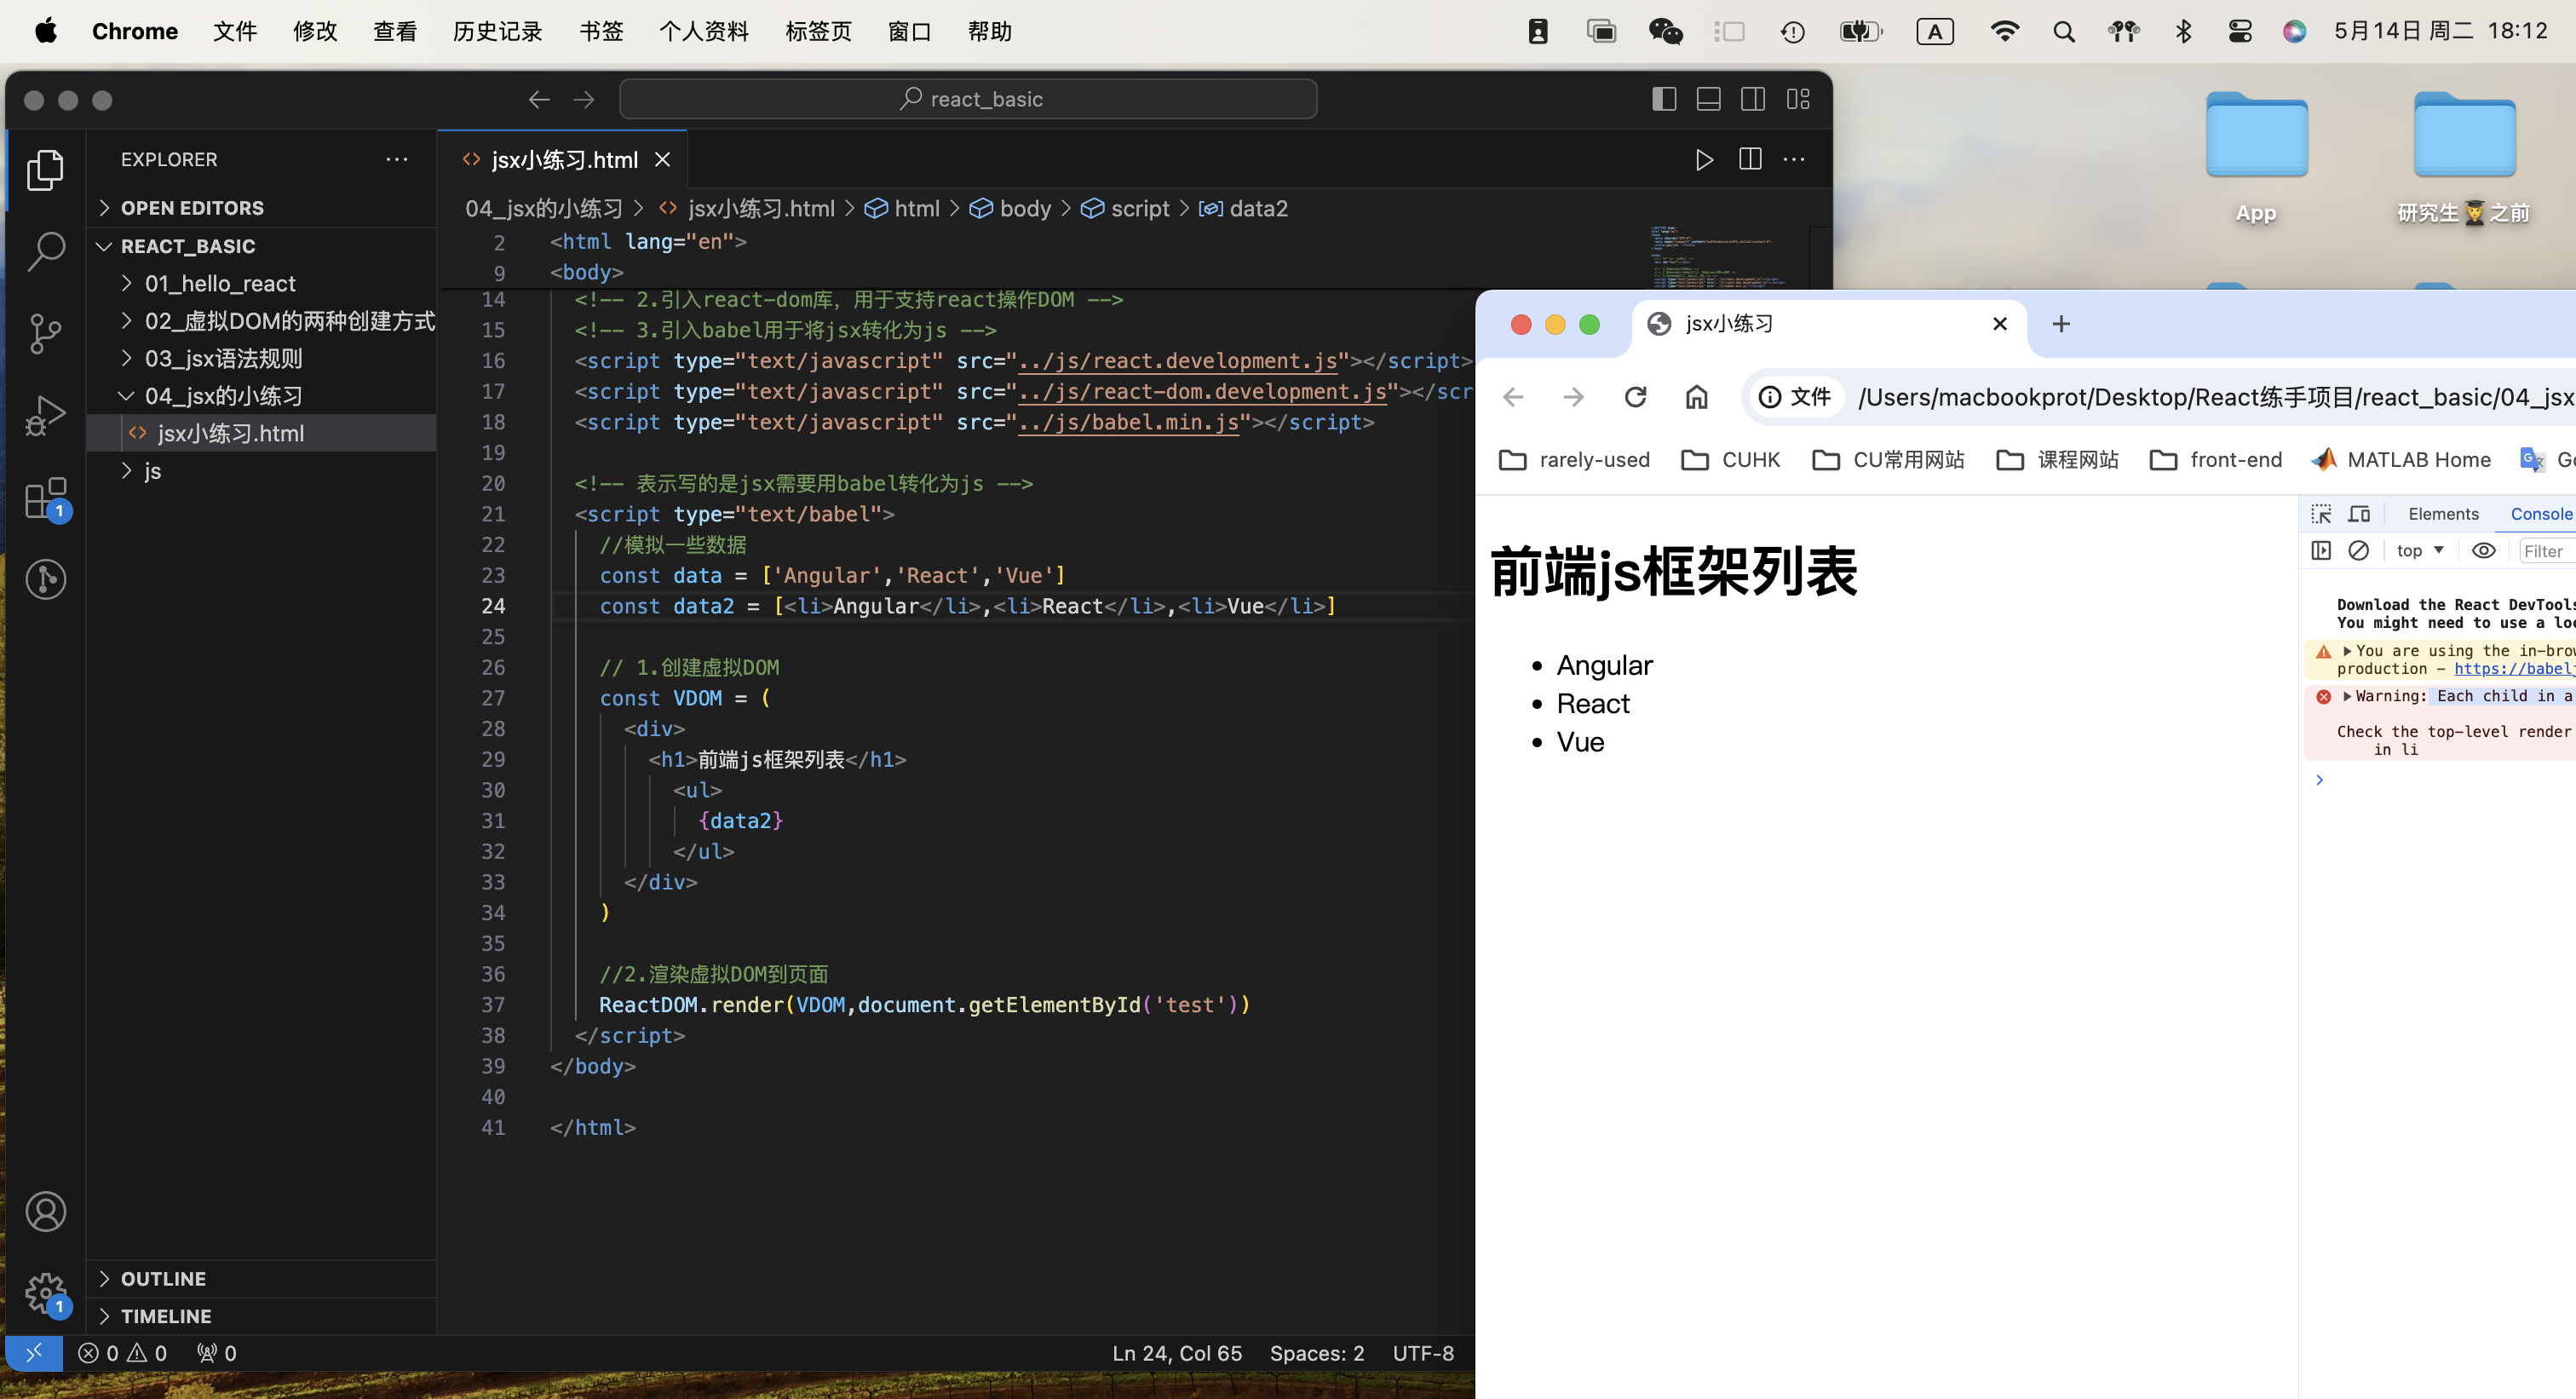 Chrome 文件 修改 查看 历史记录 书签 个人资料 标签页 窗口 帮助
A 5月14日 周二 18:12
react_basic
App
研究生👨‍🎓之前
EXPLORER
OPEN EDITORS
REACT_BASIC
01_hello_react
02_虚拟DOM的两种创建方式
03_jsx语法规则
04_jsx的小练习
jsx小练习.html
js
1
1
OUTLINE
TIMELINE
jsx小练习.html
04_jsx的小练习 > jsx小练习.html > html > body > script > data2
2 <html lang="en">
9 <body>
14 <!-- 2.引入react-dom库，用于支持react操作DOM -->
15 <!-- 3.引入babel用于将jsx转化为js -->
16 <script type="text/javascript" src="../js/react.development.js"></script>
17 <script type="text/javascript" src="../js/react-dom.development.js"></scr
18 <script type="text/javascript" src="../js/babel.min.js"></script>
19
20 <!-- 表示写的是jsx需要用babel转化为js -->
21 <script type="text/babel">
22 //模拟一些数据
23 const data = ['Angular','React','Vue']
24 const data2 = [<li>Angular</li>,<li>React</li>,<li>Vue</li>]
25
26 // 1.创建虚拟DOM
27 const VDOM = (
28 <div>
29 <h1>前端js框架列表</h1>
30 <ul>
31 {data2}
32 </ul>
33 </div>
34 )
35
36 //2.渲染虚拟DOM到页面
37 ReactDOM.render(VDOM,document.getElementById('test'))
38 </script>
39 </body>
40
41 </html>
0 0 0
Ln 24, Col 65 Spaces: 2 UTF-8
jsx小练习
文件 /Users/macbookprot/Desktop/React练手项目/react_basic/04_jsx
rarely-used CUHK CU常用网站 课程网站 front-end MATLAB Home Go
前端js框架列表
Angular
React
Vue
Elements Console
top Filter
Download the React DevTools
You might need to use a loc
You are using the in-brow
production – https://babelj
Warning: Each child in a
Check the top-level render
in li